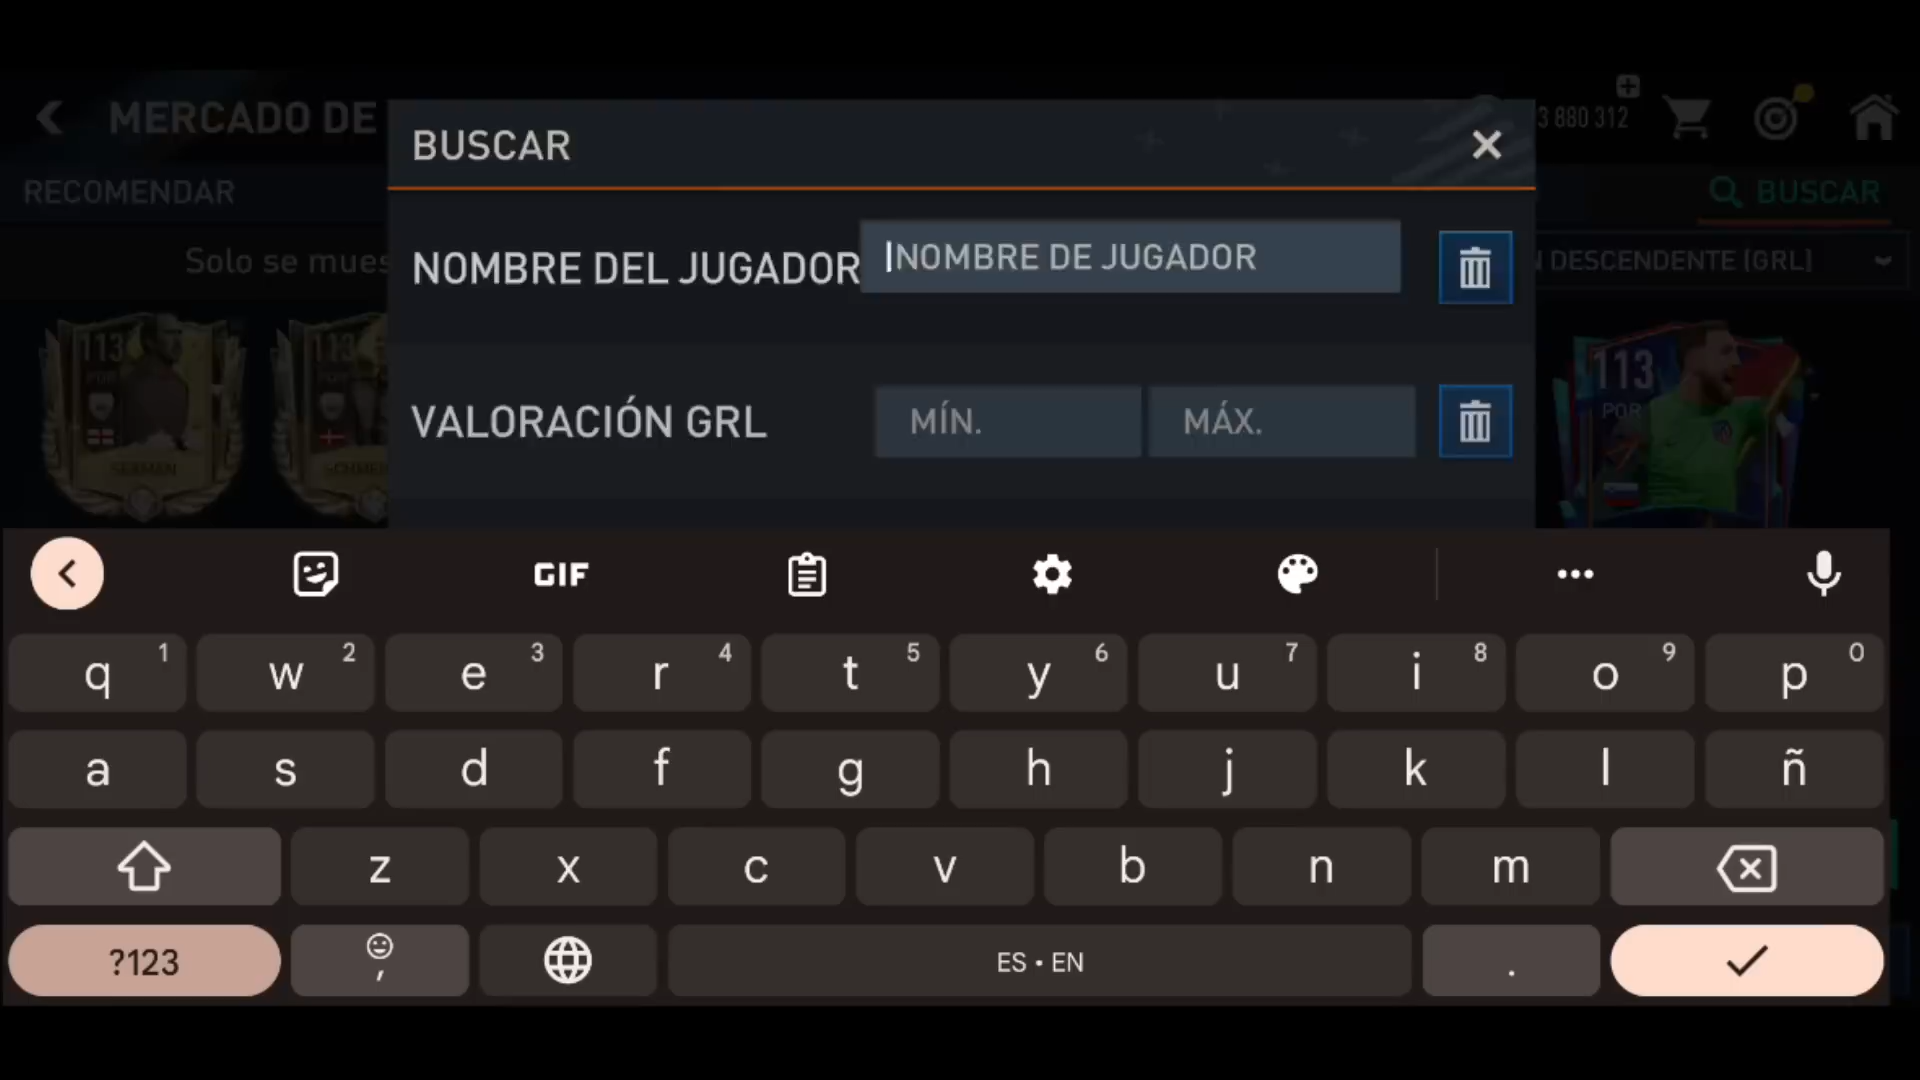 MERCADO DE
BUSCAR
3 880 312
RECOMENDAR
BUSCAR
Solo se mues
NOMBRE DEL JUGADOR
NOMBRE DE JUGADOR
N DESCENDENTE (GRL)
113
POR
SEAMAN
113
113
POR
VALORACIÓN GRL
MÍN.
MÁX.
GIF
q 1 w 2 e 3 r 4 t 5 y 6 u 7 i 8 o 9 p 0
a s d f g h j k l ñ
z x c v b n m
?123
,
ES • EN
.